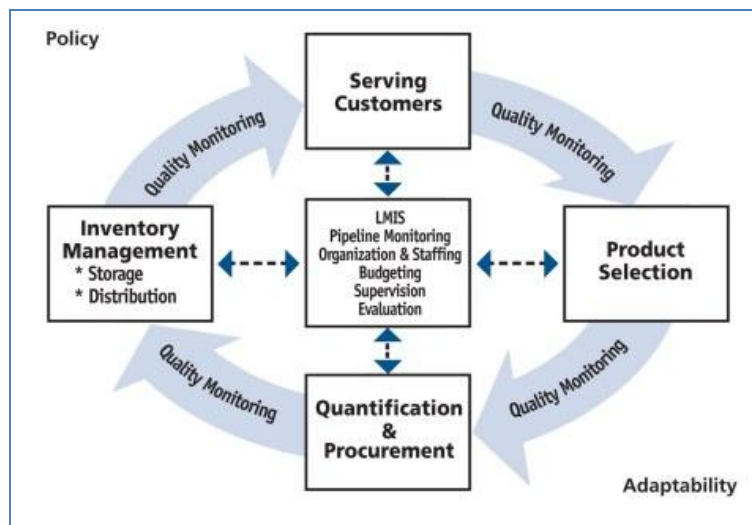 Policy
Serving
Customers
Quality Monitoring
Quality Monitoring
Inventory
Management
* Storage
* Distribution
LMIS
Pipeline Monitoring
Organization & Staffing
Budgeting
Supervision
Evaluation
Product
Selection
Quality Monitoring
Quality Monitoring
Quantification
&
Procurement
Adaptability